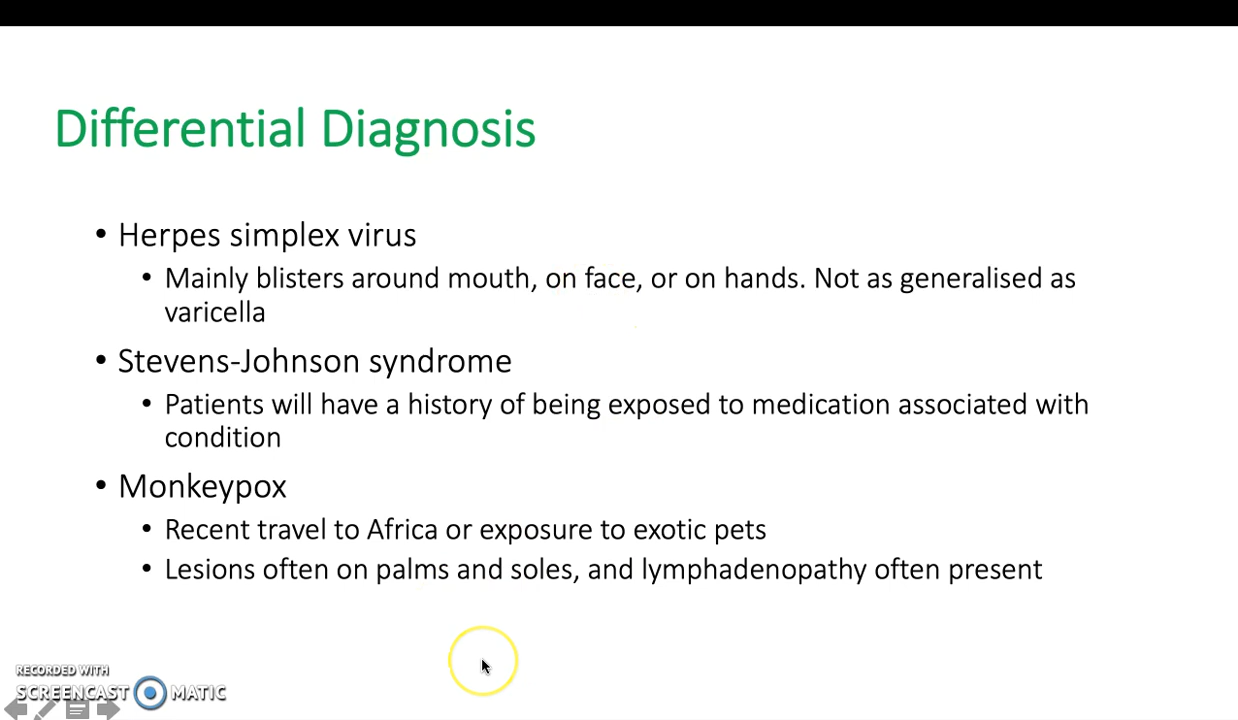 Differential Diagnosis
• Herpes simplex virus
• Mainly blisters around mouth, on face, or on hands. Not as generalised as
varicella
• Stevens-Johnson syndrome
• Patients will have a history of being exposed to medication associated with
condition
• Monkeypox
• Recent travel to Africa or exposure to exotic pets
• Lesions often on palms and soles, and lymphadenopathy often present
RECORDED WITH
SCREENCAST MATIC